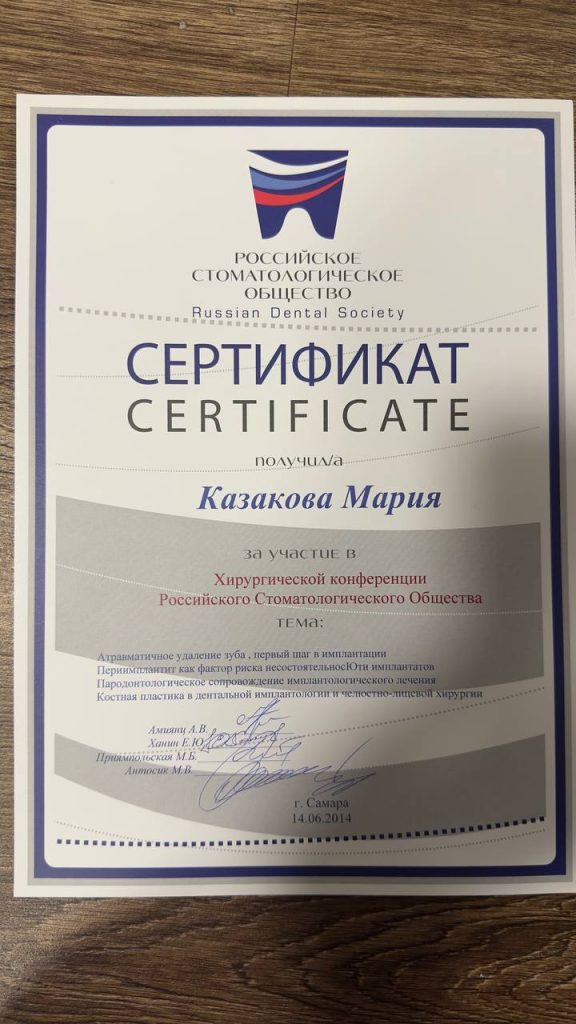 РОССИЙСКОЕ
СТОМАТОЛОГИЧЕСКОЕ
ОБЩЕСТВО
Russian Dental Society
СЕРТИФИКАТ
CERTIFICATE
получил/а
Казакова Мария
за участие в
Хирургической конференции
Российского Стоматологического Общества
тема:
Атравматичное удаление зуба , первый шаг в имплантации
Периимплантит как фактор риска несостоятельносЮти имплантатов
Пародонтологическое сопровождение имплантологического лечения
Костная пластика в дентальной имплантологии и челюстно-лицевой хирургии
Амиянц А.В.
Ханин Е.Ю
Приямпольская М.Б.
Антосик М.В.
г. Самара
14.06.2014